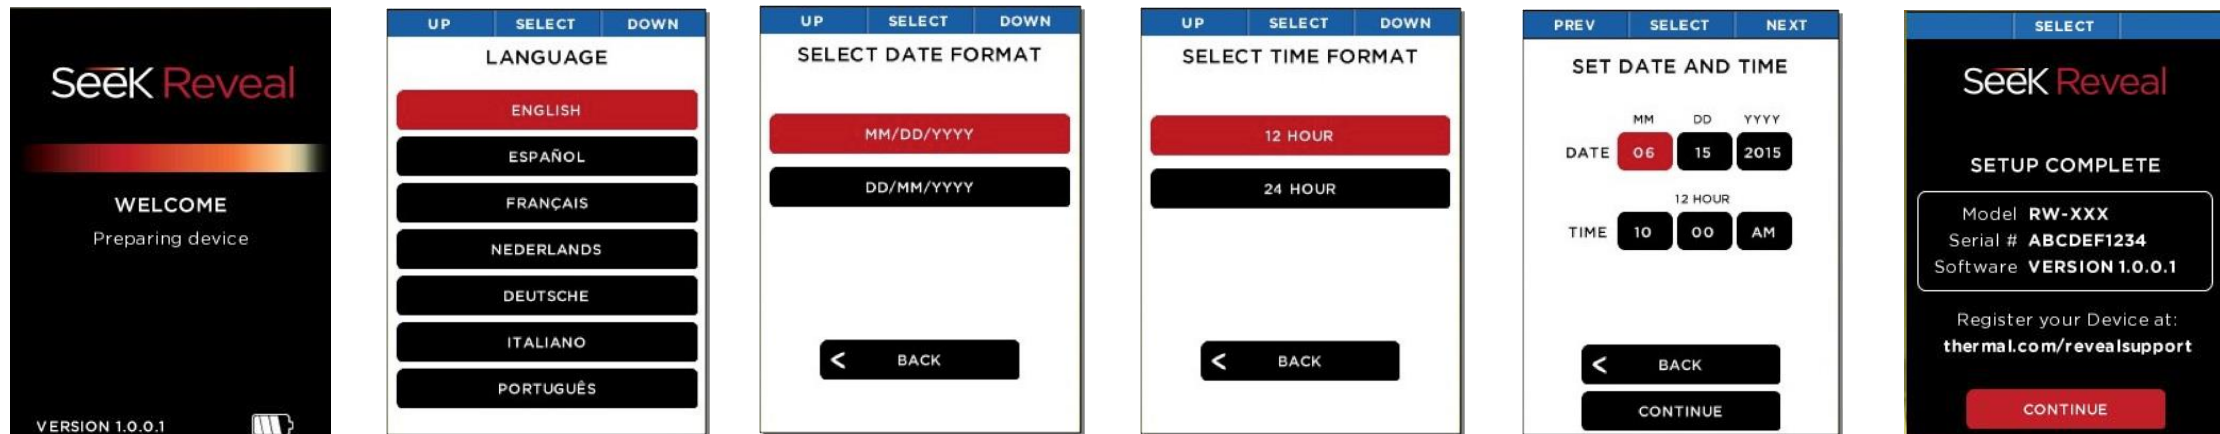 SeeK Reveal
WELCOME
Preparing device
VERSION 1.0.0.1
UP SELECT DOWN
LANGUAGE
ENGLISH
ESPAÑOL
FRANÇAIS
NEDERLANDS
DEUTSCHE
ITALIANO
PORTUGUÊS
UP SELECT DOWN
SELECT DATE FORMAT
MM/DD/YYYY
DD/MM/YYYY
< BACK
UP SELECT DOWN
SELECT TIME FORMAT
12 HOUR
24 HOUR
< BACK
PREV SELECT NEXT
SET DATE AND TIME
MM DD YYYY
DATE 06 15 2015
12 HOUR
TIME 10 00 AM
< BACK
CONTINUE
SELECT
SeeK Reveal
SETUP COMPLETE
Model RW-XXX
Serial # ABCDEF1234
Software VERSION 1.0.0.1
Register your Device at:
thermal.com/revealsupport
CONTINUE